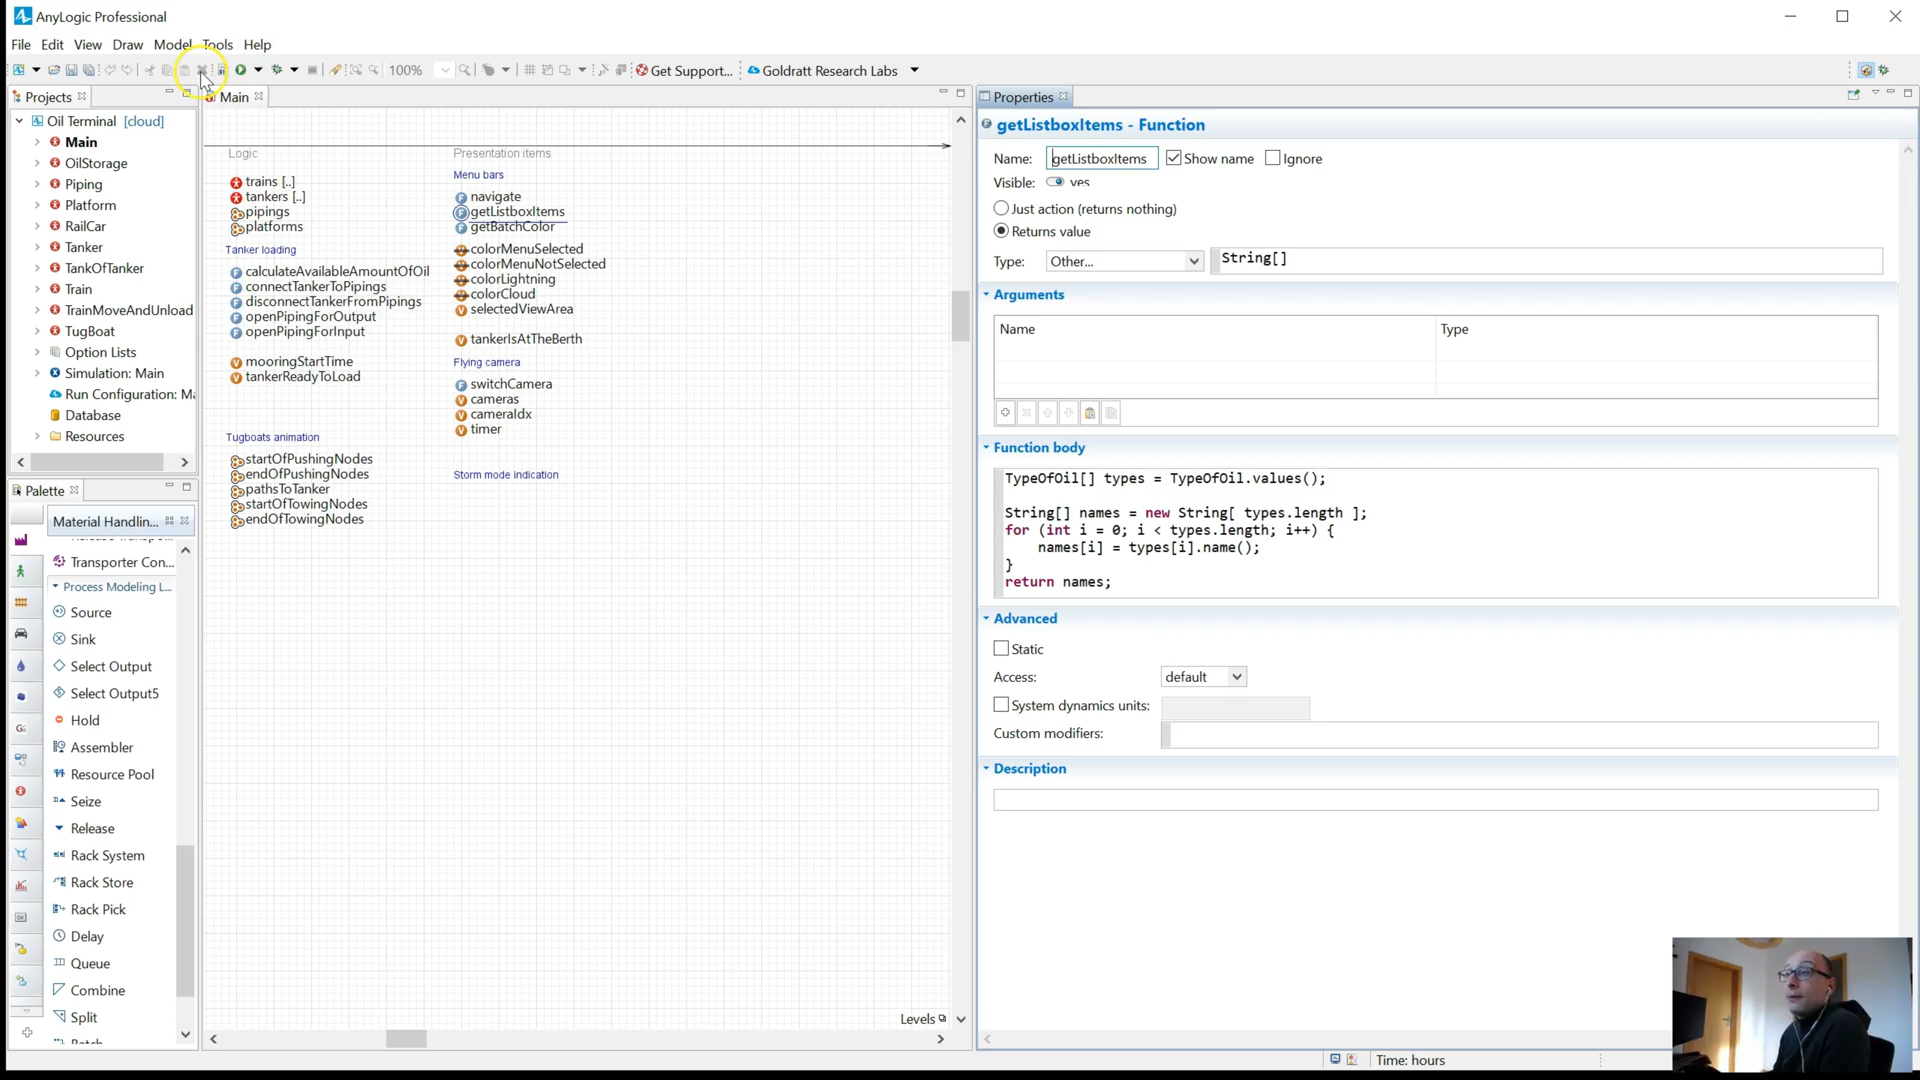 AnyLogic Professional
File Edit View Draw Model Tools Help
100% Get Support... Goldratt Research Labs
Projects
Oil Terminal [cloud]
Main
OilStorage
Piping
Platform
RailCar
Tanker
TankOfTanker
Train
TrainMoveAndUnload
TugBoat
Option Lists
Simulation: Main
Run Configuration: Ma
Database
Resources
Palette
Material Handlin...
Transporter Con...
Process Modeling L...
Source
Sink
Select Output
Select Output5
Hold
Assembler
Resource Pool
Seize
Release
Rack System
Rack Store
Rack Pick
Delay
Queue
Combine
Split
Main
Logic
trains [..]
tankers [..]
pipings
platforms
Tanker loading
calculateAvailableAmountOfOil
connectTankerToPipings
disconnectTankerFromPipings
openPipingForOutput
openPipingForInput
mooringStartTime
tankerReadyToLoad
Tugboats animation
startOfPushingNodes
endOfPushingNodes
pathsToTanker
startOfTowingNodes
endOfTowingNodes
Presentation items
Menu bars
navigate
getListboxItems
getBatchColor
colorMenuSelected
colorMenuNotSelected
colorLightning
colorCloud
selectedViewArea
tankerIsAtTheBerth
Flying camera
switchCamera
cameras
cameraIdx
timer
Storm mode indication
Levels
Properties
getListboxItems - Function
Name: getListboxItems Show name Ignore
Visible: yes
Just action (returns nothing)
Returns value
Type: Other... String[]
Arguments
Name Type
Function body
TypeOfOil[] types = TypeOfOil.values();
String[] names = new String[ types.length ];
for (int i = 0; i < types.length; i++) {
names[i] = types[i].name();
}
return names;
Advanced
Static
Access: default
System dynamics units:
Custom modifiers:
Description
Time: hours